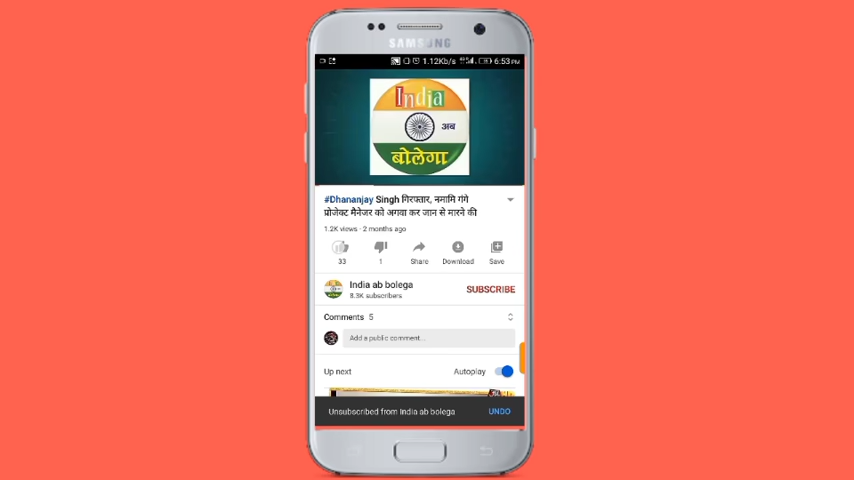 SAMSUNG
1.12Kb/s 6:53 PM
India
अब
बोलेगा
#Dhananjay Singh गिरफ्तार, नमामि गंगे
प्रोजेक्ट मैनेजर को अगवा कर जान से मारने की
1.2K views · 2 months ago
33 1 Share Download Save
India ab bolega
8.3K subscribers
SUBSCRIBE
Comments 5
Add a public comment...
Up next Autoplay
Unsubscribed from India ab bolega UNDO